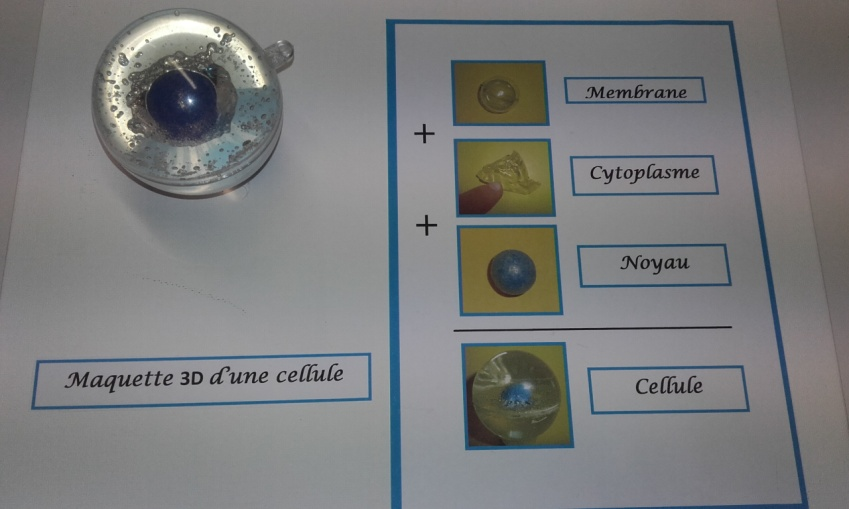 Membrane
+
Cytoplasme
+
Noyau
Cellule
Maquette 3D d'une cellule